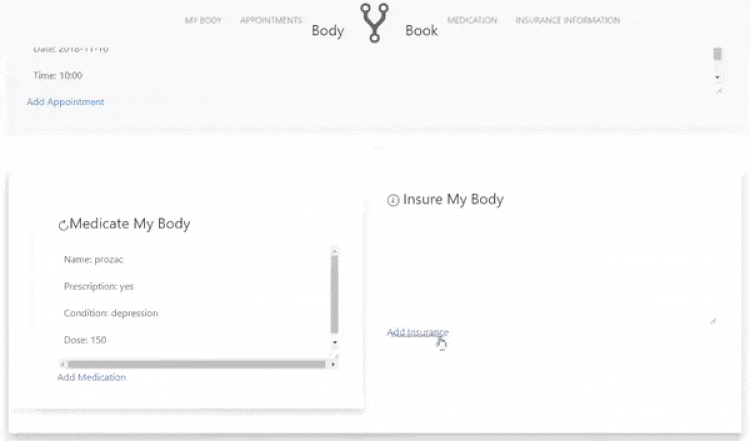 MY BODY APPOINTMENTS Body Book MEDICATION INSURANCE INFORMATION
Date: 2018-11-10
Time: 10:00
Add Appointment
Medicate My Body
Name: prozac
Prescription: yes
Condition: depression
Dose: 150
Add Medication
Insure My Body
Add Insurance